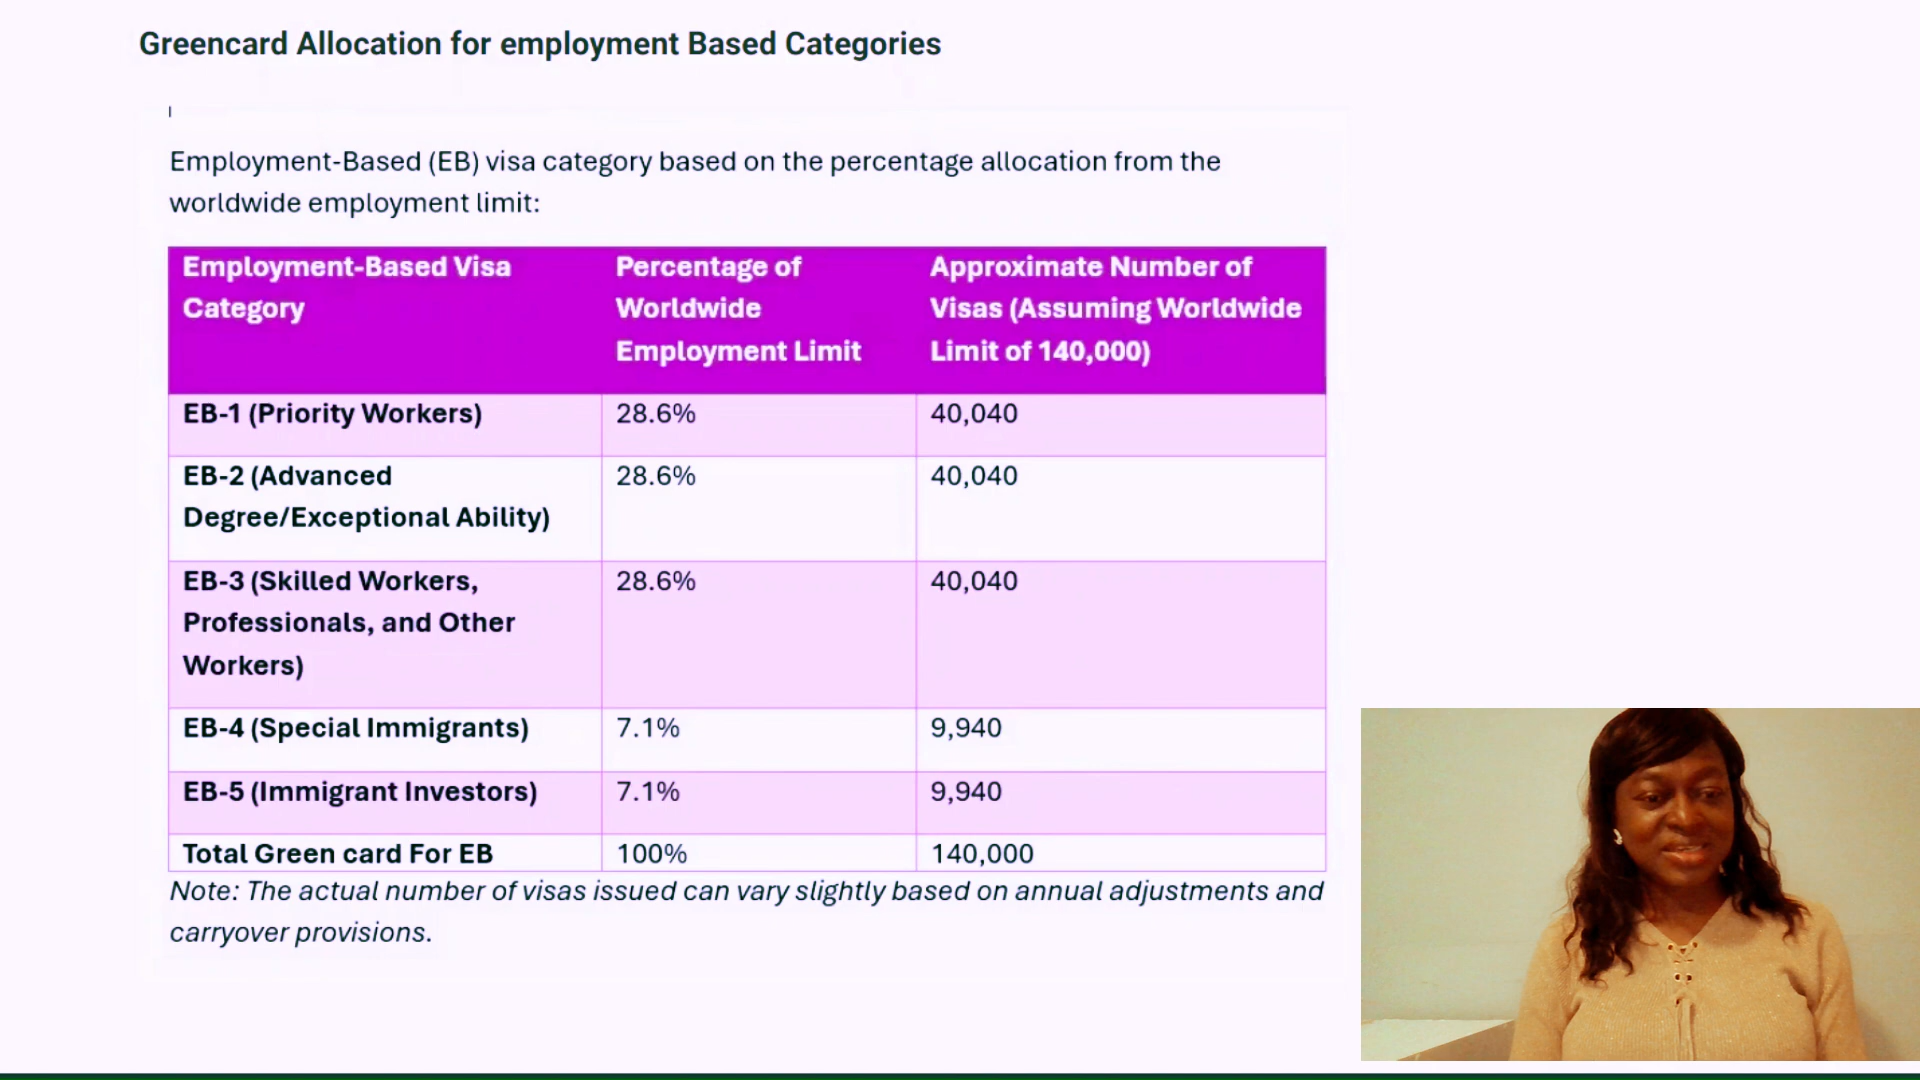 Greencard Allocation for employment Based Categories
Employment-Based (EB) visa category based on the percentage allocation from the
worldwide employment limit:
Employment-Based Visa Category
Percentage of Worldwide Employment Limit
Approximate Number of Visas (Assuming Worldwide Limit of 140,000)
EB-1 (Priority Workers)
28.6%
40,040
EB-2 (Advanced
Degree/Exceptional Ability)
28.6%
40,040
EB-3 (Skilled Workers,
Professionals, and Other
Workers)
28.6%
40,040
EB-4 (Special Immigrants)
7.1%
9,940
EB-5 (Immigrant Investors)
7.1%
9,940
Total Green card For EB
100%
140,000
Note: The actual number of visas issued can vary slightly based on annual adjustments and
carryover provisions.